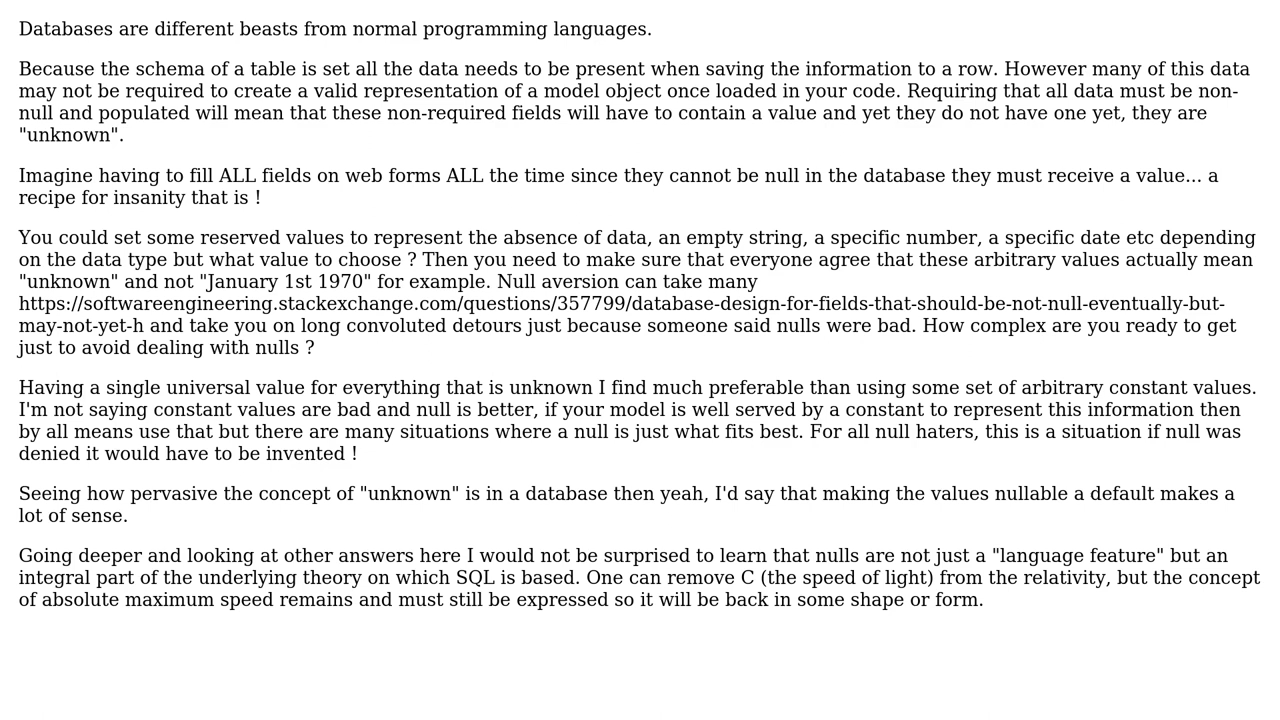 Databases are different beasts from normal programming languages.
Because the schema of a table is set all the data needs to be present when saving the information to a row. However many of this data
may not be required to create a valid representation of a model object once loaded in your code. Requiring that all data must be non-
null and populated will mean that these non-required fields will have to contain a value and yet they do not have one yet, they are
"unknown".
Imagine having to fill ALL fields on web forms ALL the time since they cannot be null in the database they must receive a value... a
recipe for insanity that is !
You could set some reserved values to represent the absence of data, an empty string, a specific number, a specific date etc depending
on the data type but what value to choose ? Then you need to make sure that everyone agree that these arbitrary values actually mean
"unknown" and not "January 1st 1970" for example. Null aversion can take many
https://softwareengineering.stackexchange.com/questions/357799/database-design-for-fields-that-should-be-not-null-eventually-but-
may-not-yet-h and take you on long convoluted detours just because someone said nulls were bad. How complex are you ready to get
just to avoid dealing with nulls ?
Having a single universal value for everything that is unknown I find much preferable than using some set of arbitrary constant values.
I'm not saying constant values are bad and null is better, if your model is well served by a constant to represent this information then
by all means use that but there are many situations where a null is just what fits best. For all null haters, this is a situation if null was
denied it would have to be invented !
Seeing how pervasive the concept of "unknown" is in a database then yeah, I'd say that making the values nullable a default makes a
lot of sense.
Going deeper and looking at other answers here I would not be surprised to learn that nulls are not just a "language feature" but an
integral part of the underlying theory on which SQL is based. One can remove C (the speed of light) from the relativity, but the concept
of absolute maximum speed remains and must still be expressed so it will be back in some shape or form.